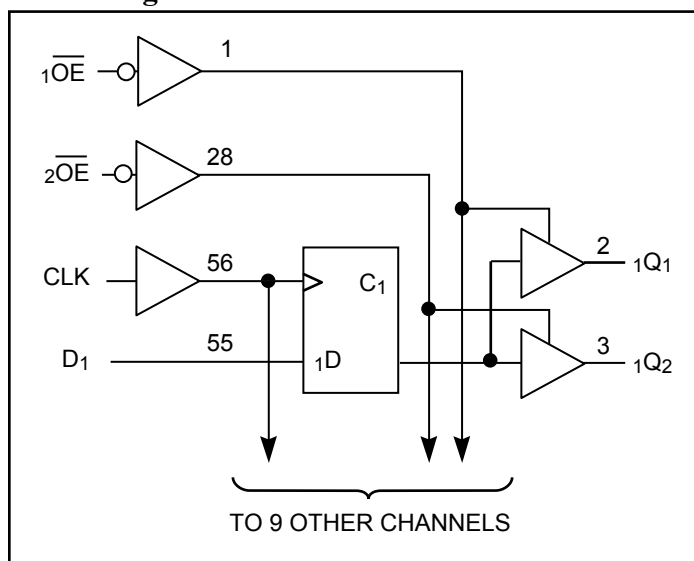 g
1OE 1
2OE 28
CLK 56
C1
D1 55
1D
2 1Q1
3 1Q2
TO 9 OTHER CHANNELS